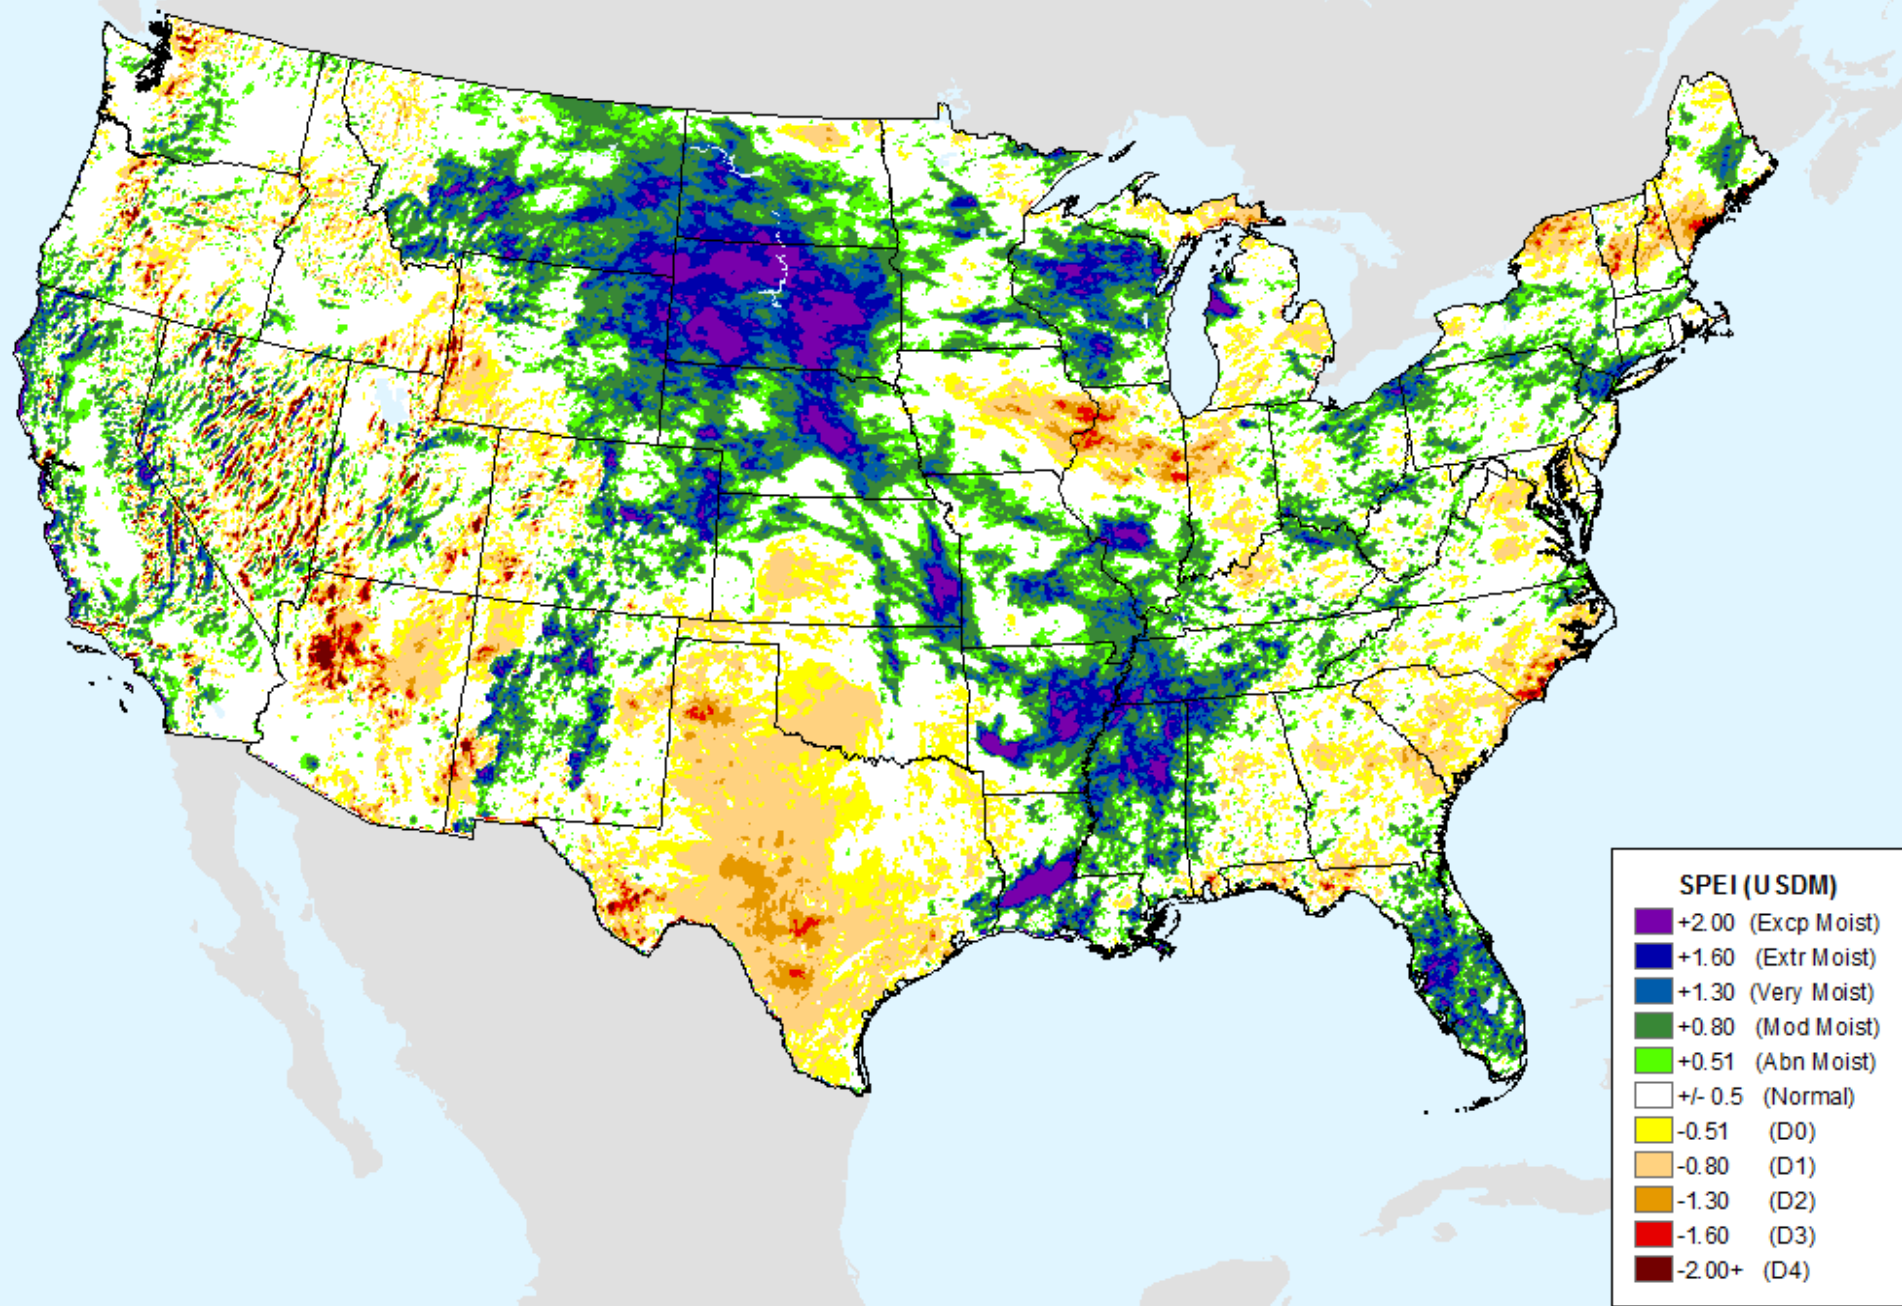 SPEI (USDM)
+2.00 (Excp Moist)
+1.60 (Extr Moist)
+1.30 (Very Moist)
+0.80 (Mod Moist)
+0.51 (Abn Moist)
+/- 0.5 (Normal)
-0.51 (D0)
-0.80 (D1)
-1.30 (D2)
-1.60 (D3)
-2.00+ (D4)